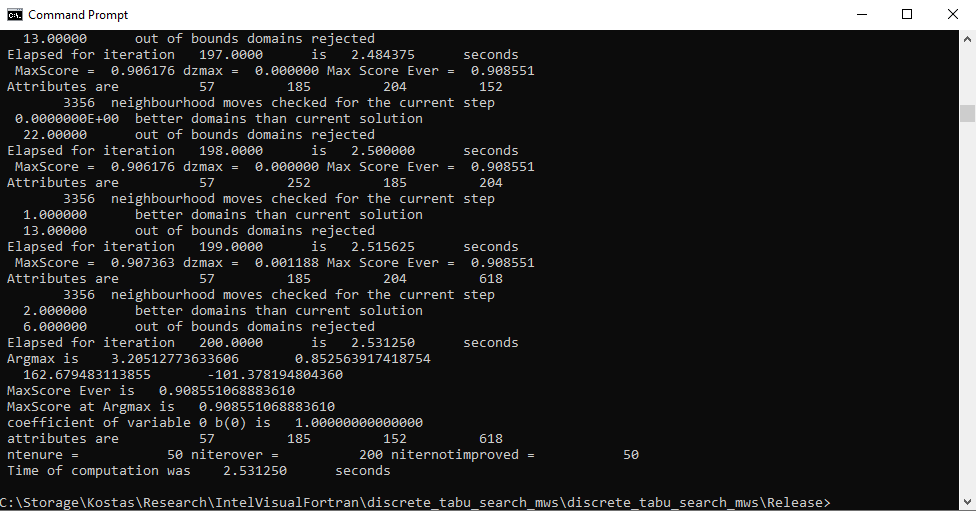 Command Prompt
13.00000 out of bounds domains rejected
Elapsed for iteration 197.0000 is 2.484375 seconds
MaxScore = 0.906176 dzmax = 0.000000 Max Score Ever = 0.908551
Attributes are 57 185 204 152
3356 neighbourhood moves checked for the current step
0.0000000E+00 better domains than current solution
22.00000 out of bounds domains rejected
Elapsed for iteration 198.0000 is 2.500000 seconds
MaxScore = 0.906176 dzmax = 0.000000 Max Score Ever = 0.908551
Attributes are 57 252 185 204
3356 neighbourhood moves checked for the current step
1.000000 better domains than current solution
13.00000 out of bounds domains rejected
Elapsed for iteration 199.0000 is 2.515625 seconds
MaxScore = 0.907363 dzmax = 0.001188 Max Score Ever = 0.908551
Attributes are 57 185 204 618
3356 neighbourhood moves checked for the current step
2.000000 better domains than current solution
6.000000 out of bounds domains rejected
Elapsed for iteration 200.0000 is 2.531250 seconds
Argmax is 3.20512773633606 0.852563917418754
162.679483113855 -101.378194804360
MaxScore Ever is 0.908551068883610
MaxScore at Argmax is 0.908551068883610
coefficient of variable 0 b(0) is 1.00000000000000
attributes are 57 185 152 618
ntenure = 50 niterover = 200 niternotimproved = 50
Time of computation was 2.531250 seconds
C:\Storage\Kostas\Research\IntelVisualFortran\discrete_tabu_search_mws\discrete_tabu_search_mws\Release>